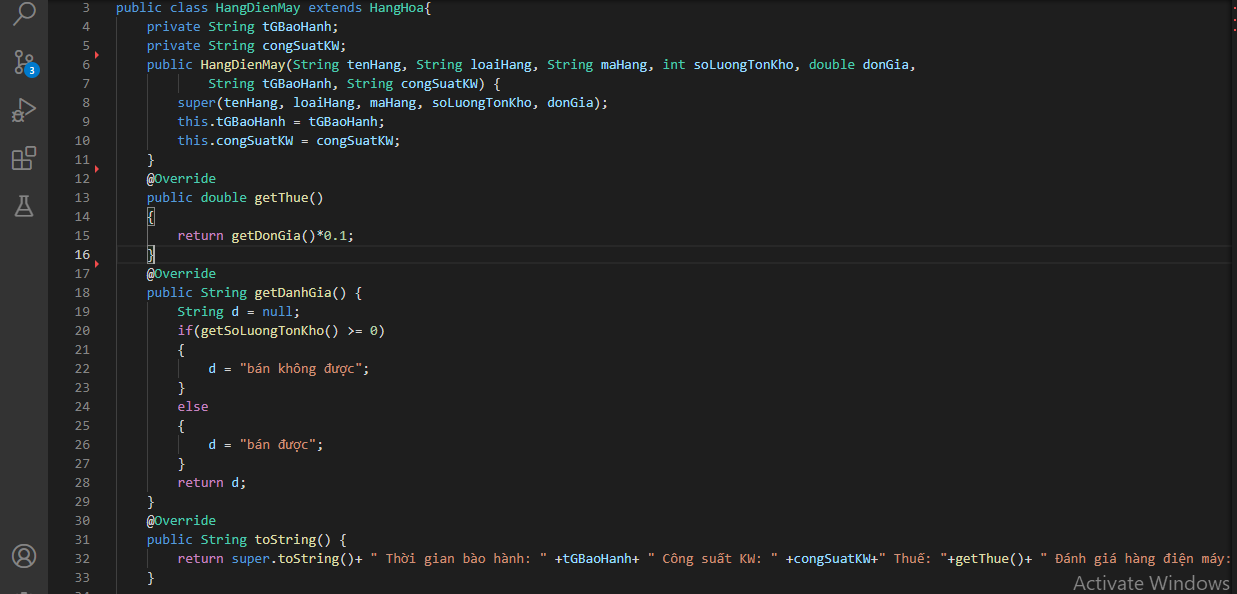 3 public class HangDienMay extends HangHoa{
4 private String tGBaoHanh;
5 private String congSuatKW;
6 public HangDienMay(String tenHang, String loaiHang, String maHang, int soLuongTonKho, double donGia,
7 String tGBaoHanh, String congSuatKW) {
8 super(tenHang, loaiHang, maHang, soLuongTonKho, donGia);
9 this.tGBaoHanh = tGBaoHanh;
10 this.congSuatKW = congSuatKW;
11 }
12 @Override
13 public double getThue()
14 {
15 return getDonGia()*0.1;
16 }
17 @Override
18 public String getDanhGia() {
19 String d = null;
20 if(getSoLuongTonKho() >= 0)
21 {
22 d = "bán không được";
23 }
24 else
25 {
26 d = "bán được";
27 }
28 return d;
29 }
30 @Override
31 public String toString() {
32 return super.toString()+ " Thời gian bào hành: " +tGBaoHanh+ " Công suất KW: " +congSuatKW+" Thuế: "+getThue()+ " Đánh giá hàng điện máy:
33 }
3
Activate Windows